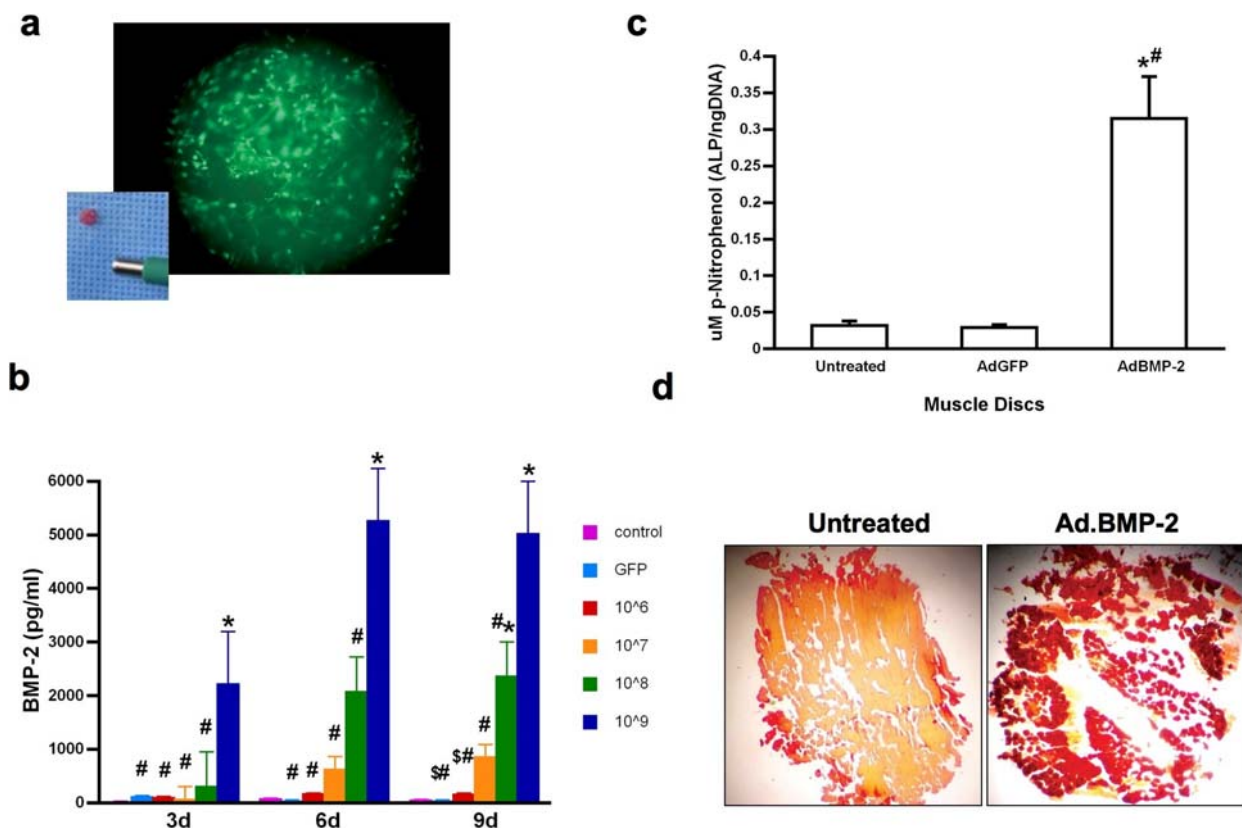 a
c
uM p-Nitrophenol (ALP/ngDNA)
0.4
0.35
0.3
0.25
0.2
0.15
0.1
0.05
0
*#
Untreated AdGFP AdBMP-2
Muscle Discs
b
BMP-2 (pg/ml)
6000
5000
4000
3000
2000
1000
0
# # # # *
# # # # *
$# $# # #* *
3d 6d 9d
control
GFP
10^6
10^7
10^8
10^9
d
Untreated Ad.BMP-2